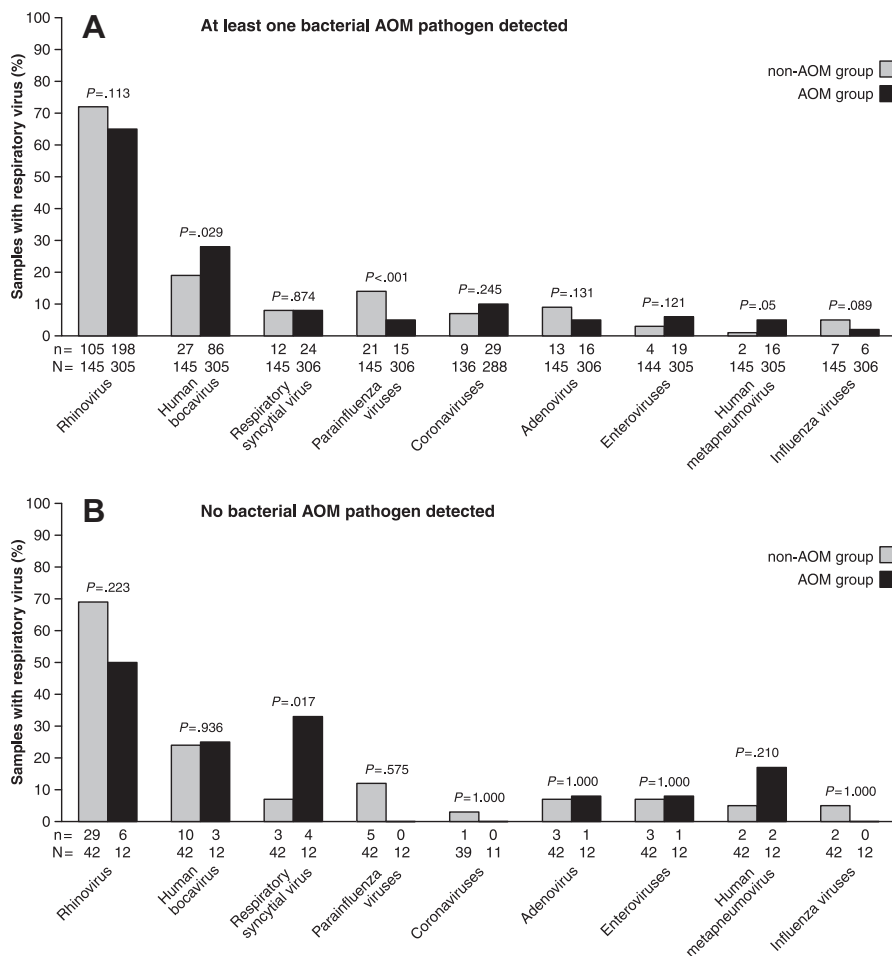 A At least one bacterial AOM pathogen detected
non-AOM group
AOM group
Samples with respiratory virus (%)
100
90
80
70
60
50
40
30
20
10
0
P=.113
P=.029
P=.874
P<.001
P=.245
P=.131
P=.121
P=.05
P=.089
n= 105 198 27 86 12 24 21 15 9 29 13 16 4 19 2 16 7 6
N= 145 305 145 305 145 306 145 306 136 288 145 306 144 305 145 305 145 306
Rhinovirus
Human
bocavirus
Respiratory
syncytial virus
Parainfluenza
viruses
Coronaviruses
Adenovirus
Enteroviruses
Human
metapneumovirus
Influenza viruses
B No bacterial AOM pathogen detected
non-AOM group
AOM group
Samples with respiratory virus (%)
100
90
80
70
60
50
40
30
20
10
0
P=.223
P=.936
P=.017
P=.575
P=1.000
P=1.000
P=1.000
P=.210
P=1.000
n= 29 6 10 3 3 4 5 0 1 0 3 1 3 1 2 2 2 0
N= 42 12 42 12 42 12 42 12 39 11 42 12 42 12 42 12 42 12
Rhinovirus
Human
bocavirus
Respiratory
syncytial virus
Parainfluenza
viruses
Coronaviruses
Adenovirus
Enteroviruses
Human
metapneumovirus
Influenza viruses